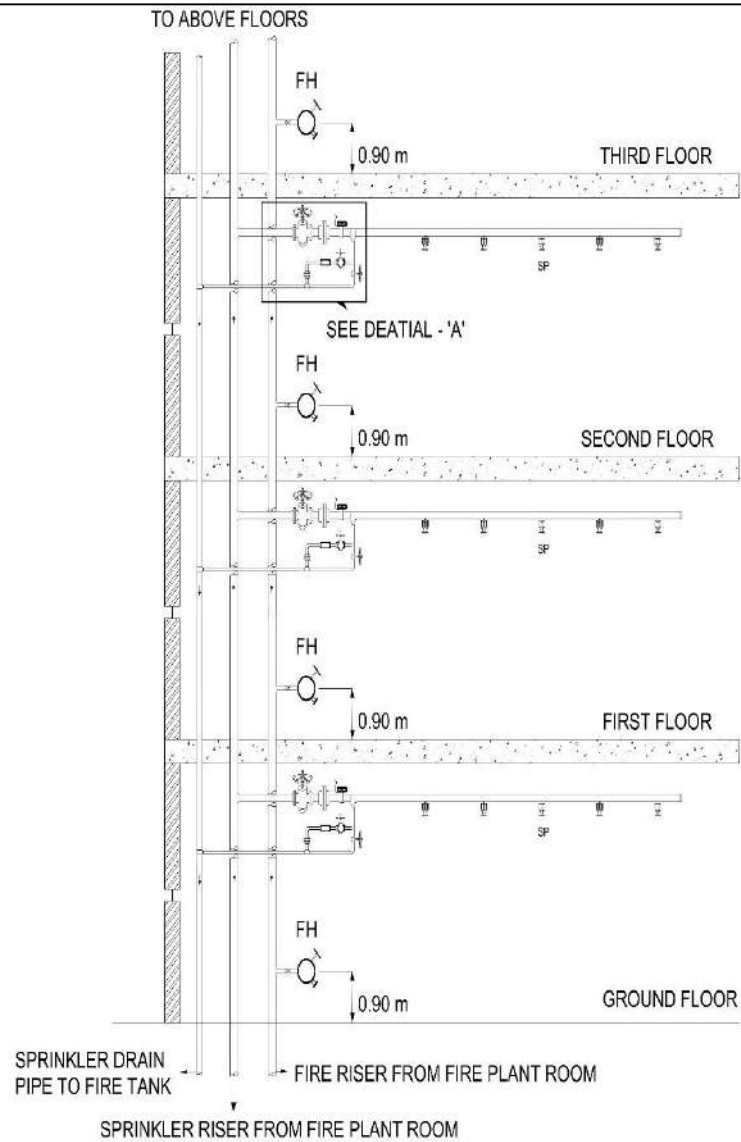 TO ABOVE FLOORS
FH
0.90 m
THIRD FLOOR
SP
SEE DEATIAL - 'A'
FH
0.90 m
SECOND FLOOR
SP
FH
0.90 m
FIRST FLOOR
SP
FH
0.90 m
GROUND FLOOR
SPRINKLER DRAIN
PIPE TO FIRE TANK
FIRE RISER FROM FIRE PLANT ROOM
SPRINKLER RISER FROM FIRE PLANT ROOM